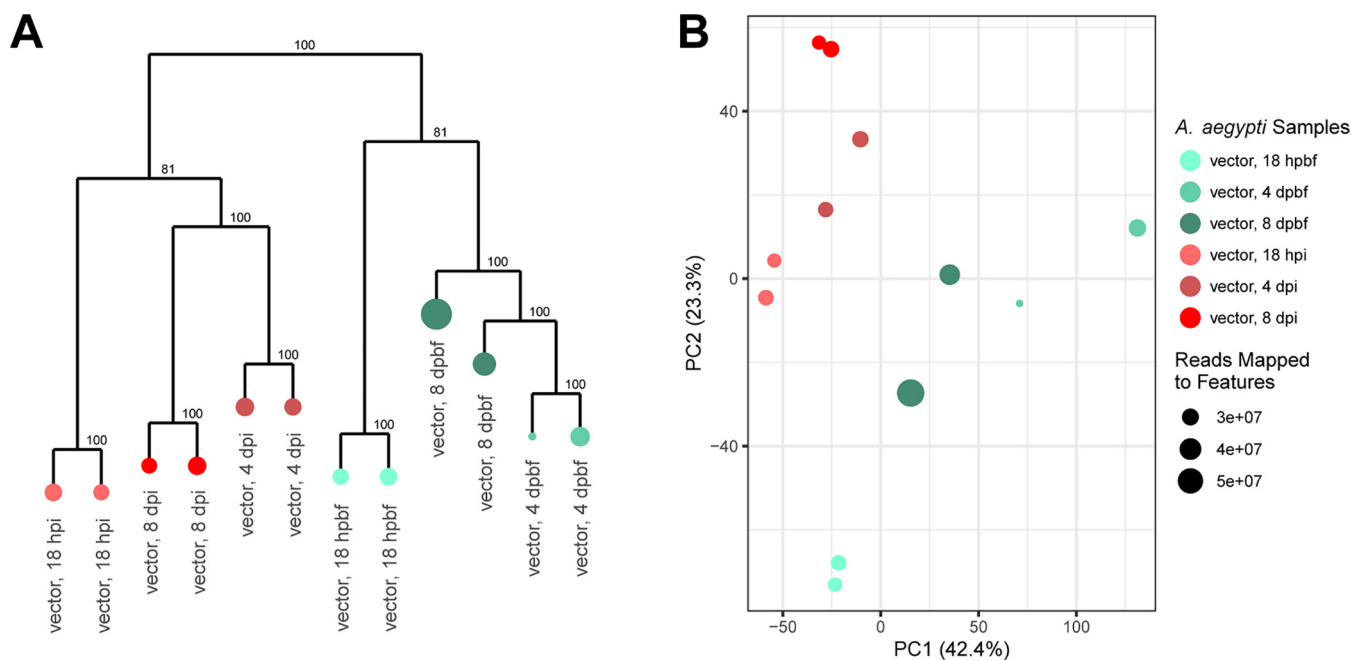 A
100
81
81
100
100
100
100
100
100
100
100
vector, 18 hpi
vector, 18 hpi
vector, 8 dpi
vector, 8 dpi
vector, 4 dpi
vector, 4 dpi
vector, 18 hpbf
vector, 18 hpbf
vector, 8 dpbf
vector, 8 dpbf
vector, 4 dpbf
vector, 4 dpbf
B
PC2 (23.3%)
40
0
−40
−50
0
50
100
PC1 (42.4%)
A. aegypti Samples
vector, 18 hpbf
vector, 4 dpbf
vector, 8 dpbf
vector, 18 hpi
vector, 4 dpi
vector, 8 dpi
Reads Mapped
to Features
3e+07
4e+07
5e+07